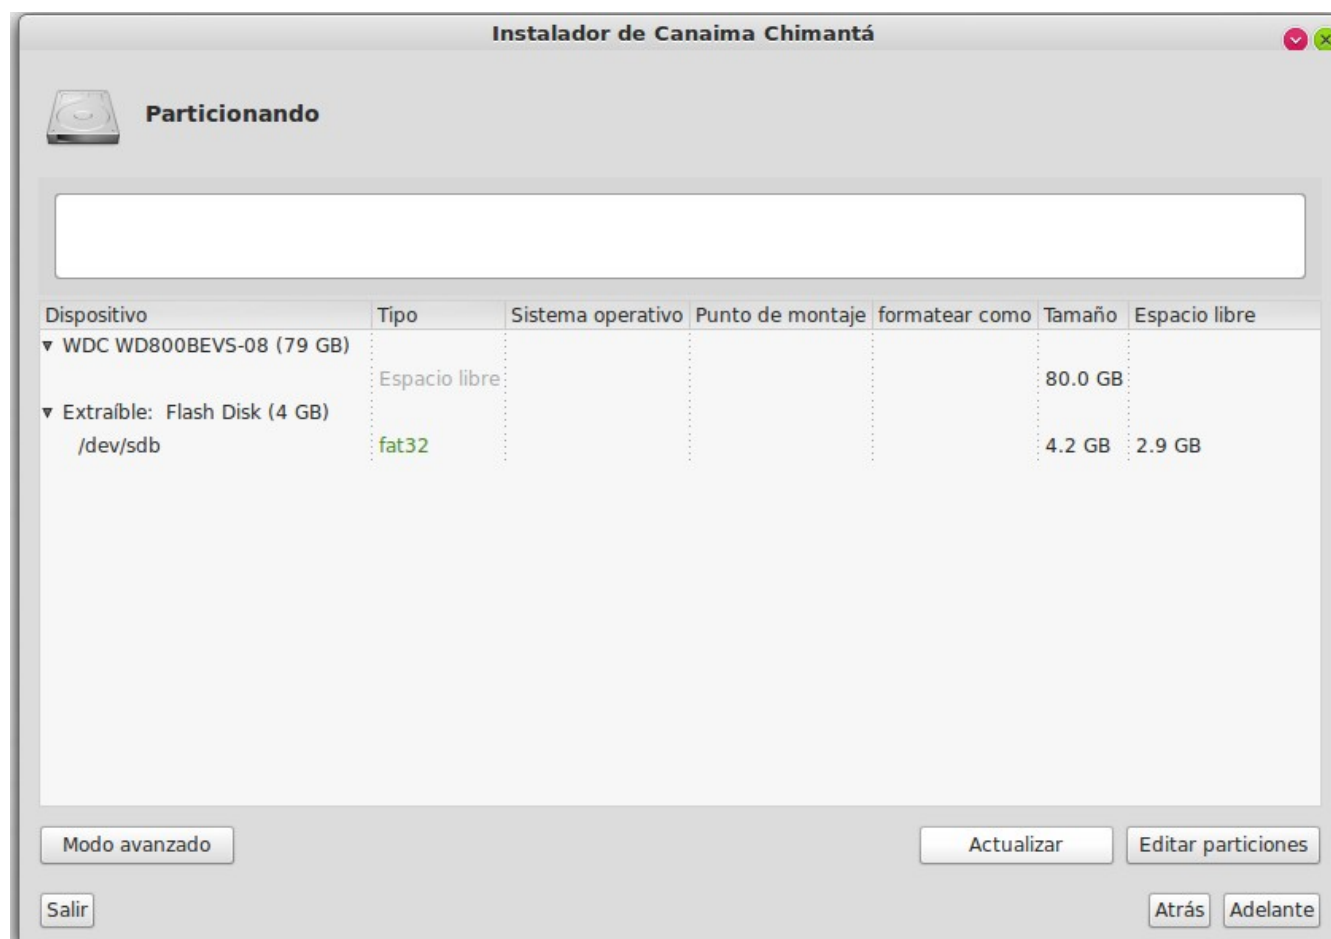 Instalador de Canaima Chimantá
Particionando
Dispositivo Tipo Sistema operativo Punto de montaje formatear como Tamaño Espacio libre
WDC WD800BEVS-08 (79 GB)
Espacio libre 80.0 GB
Extraíble: Flash Disk (4 GB)
/dev/sdb fat32 4.2 GB 2.9 GB
Modo avanzado Actualizar Editar particiones
Salir Atrás Adelante